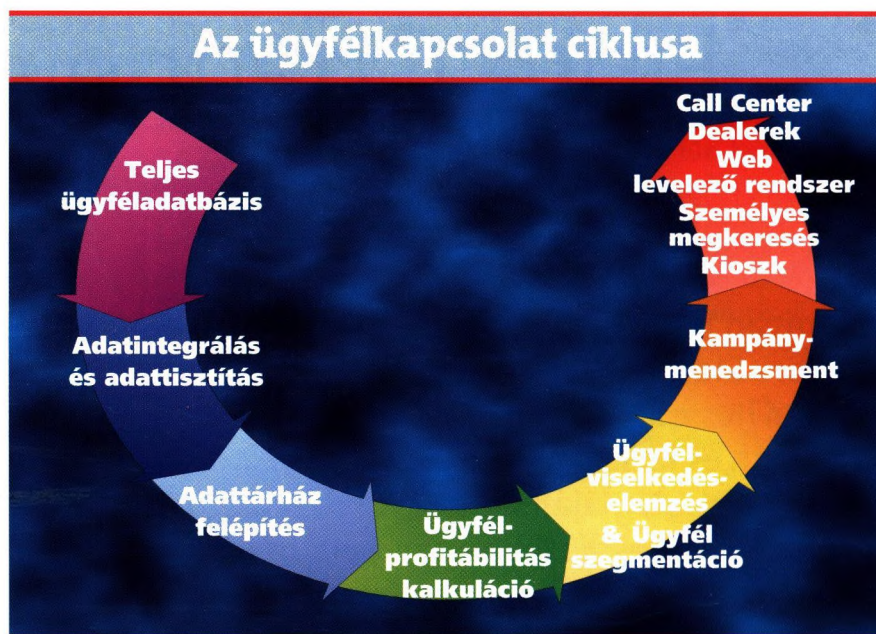 Az ügyfélkapcsolat ciklusa
Teljes
ügyféladatbázis
Adatintegrálás
és adattisztítás
Adattárház
felépítés
Ügyfél-
profitábilitás
kalkuláció
Ügyfél-
viselkedés-
elemzés
& Ügyfél
szegmentáció
Kampány-
menedzsment
Call Center
Dealerek
Web
levelező rendszer
Személyes
megkeresés
Kioszk